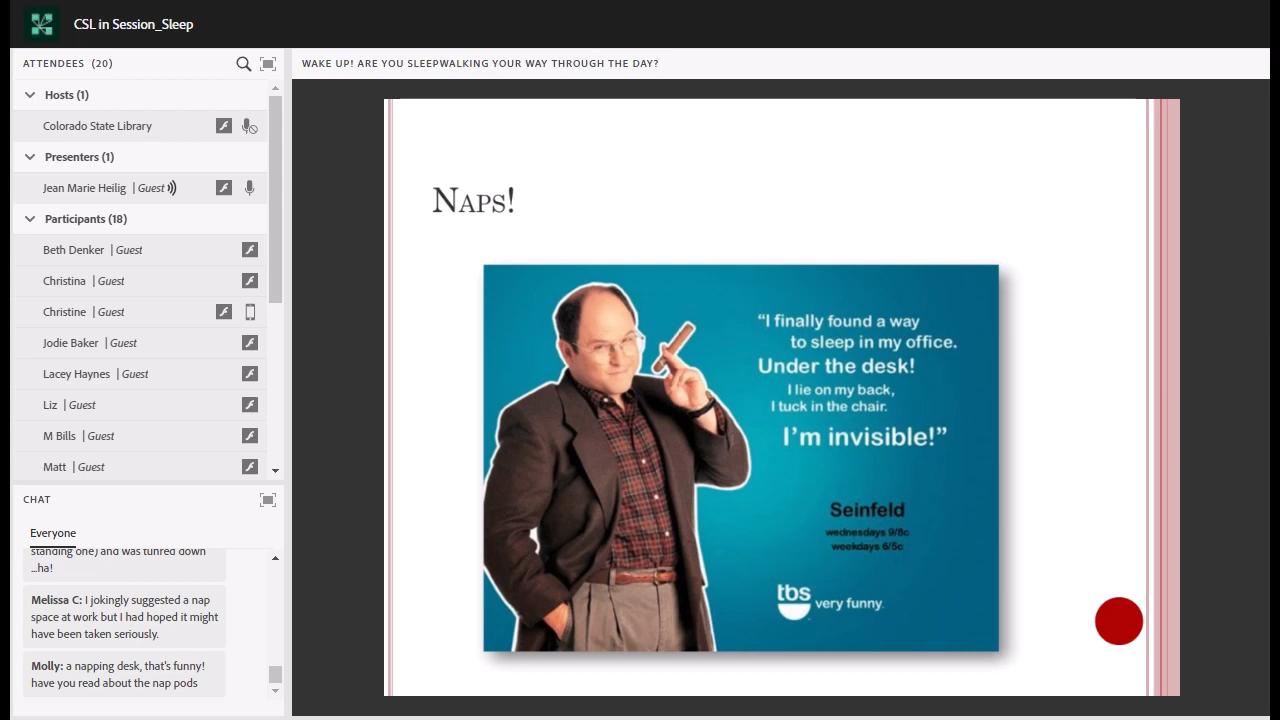 CSL in Session_Sleep
ATTENDEES (20)
Hosts (1)
Colorado State Library
Presenters (1)
Jean Marie Heilig | Guest
Participants (18)
Beth Denker | Guest
Christina | Guest
Christine | Guest
Jodie Baker | Guest
Lacey Haynes | Guest
Liz | Guest
M Bills | Guest
Matt | Guest
CHAT
Everyone
standing one) and was tunred down
...ha!
Melissa C: I jokingly suggested a nap
space at work but I had hoped it might
have been taken seriously.
Molly: a napping desk, that's funny!
have you read about the nap pods
WAKE UP! ARE YOU SLEEPWALKING YOUR WAY THROUGH THE DAY?
NAPS!
“I finally found a way
to sleep in my office.
Under the desk!
I lie on my back,
I tuck in the chair.
I’m invisible!”
Seinfeld
wednesdays 9/8c
weekdays 6/5c
tbs
very funny.